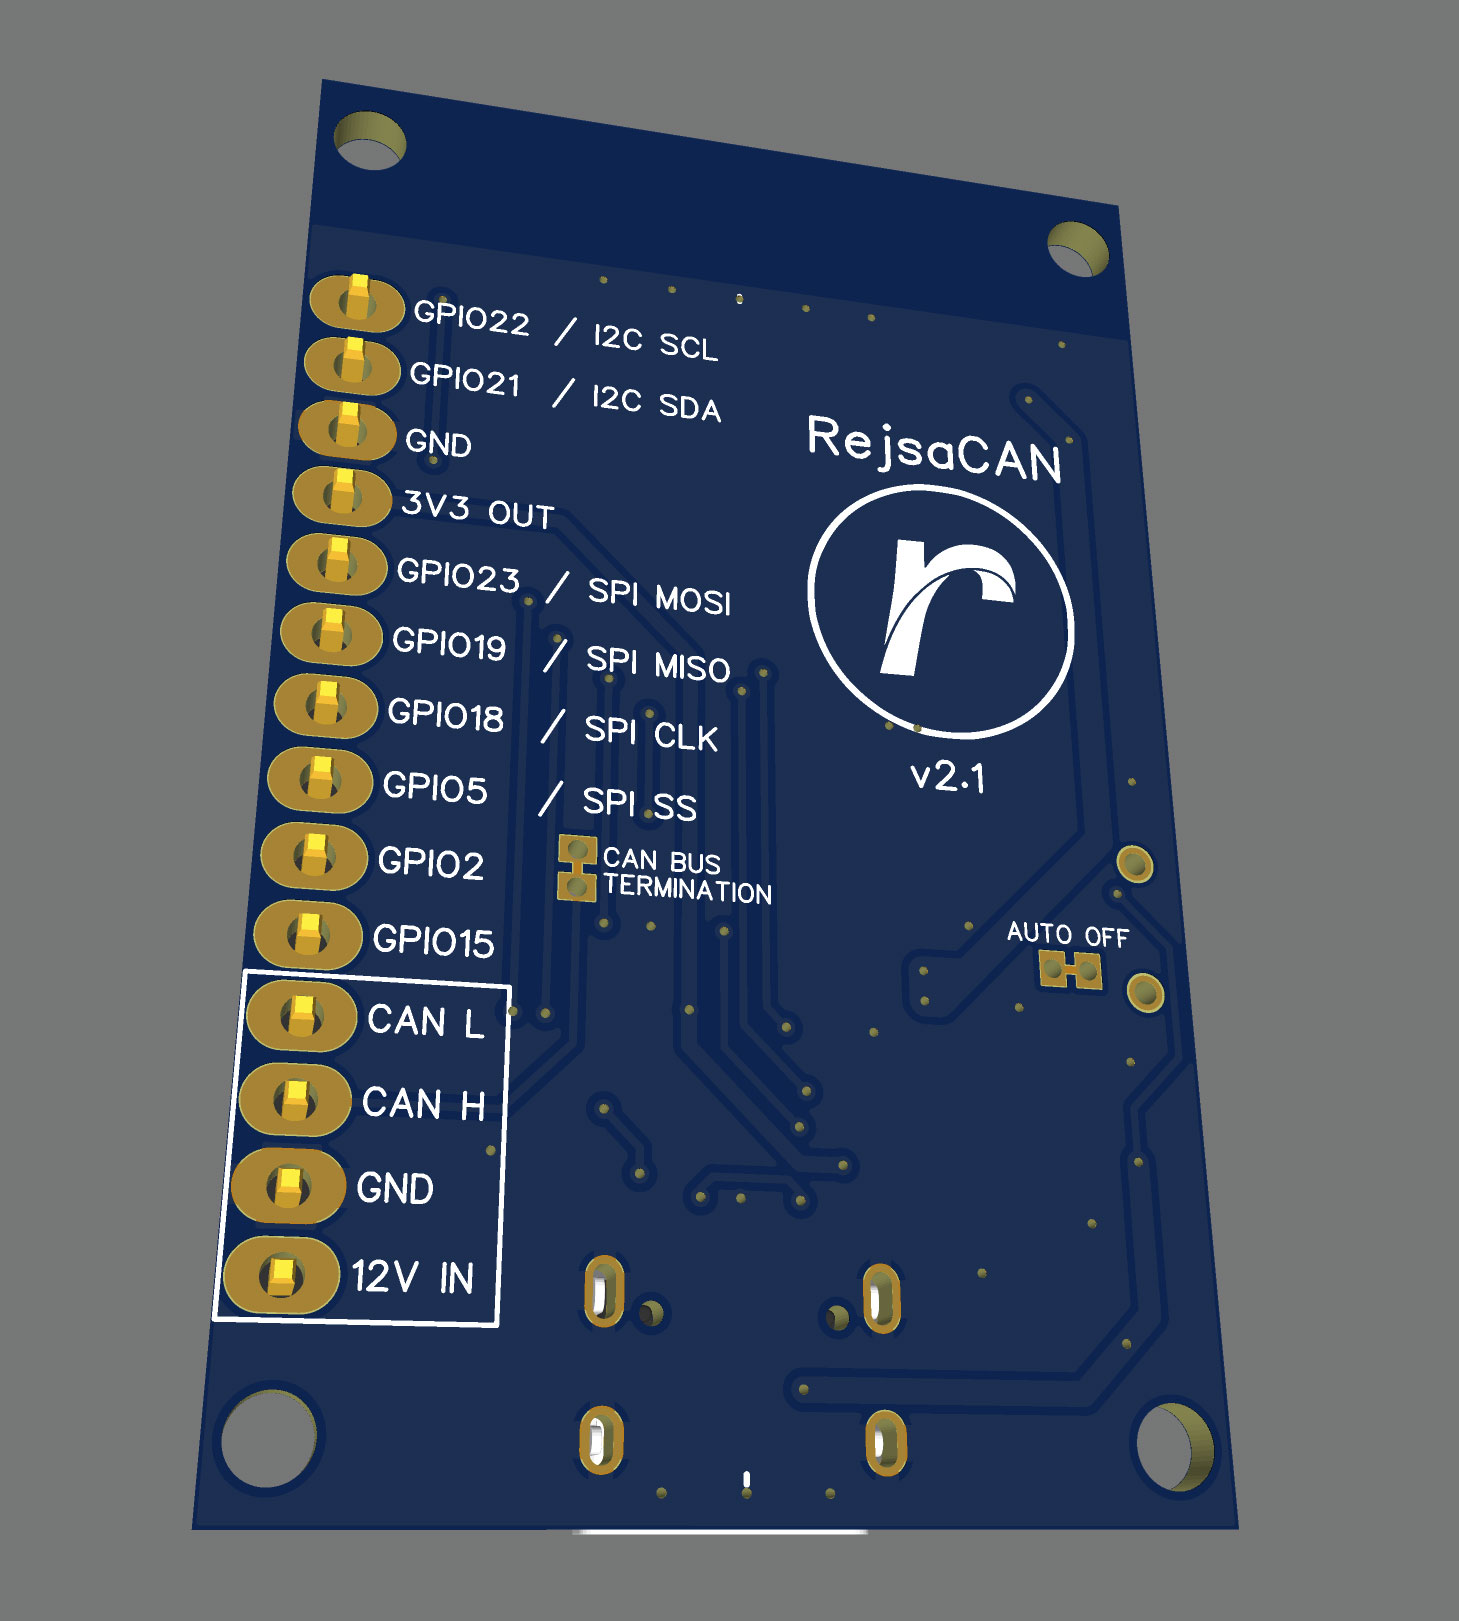 GPIO22 / I2C SCL
GPIO21 / I2C SDA
GND
3V3 OUT
GPIO23 / SPI MOSI
GPIO19 / SPI MISO
GPIO18 / SPI CLK
GPIO5 / SPI SS
GPIO2
GPIO15
CAN L
CAN H
GND
12V IN
CAN BUS
TERMINATION
RejsaCAN
r
v2.1
AUTO OFF